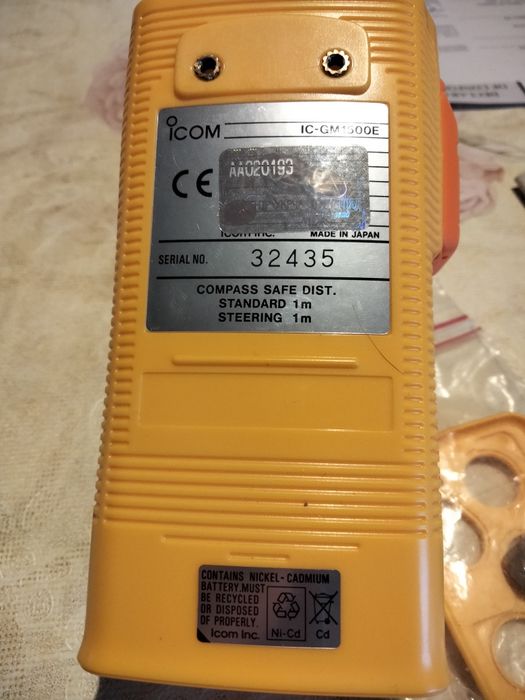 ICOM IC-GM1500E
AA020193
CE
Icom Inc. MADE IN JAPAN
SERIAL NO. 32435
COMPASS SAFE DIST.
STANDARD 1m
STEERING 1m
CONTAINS NICKEL-CADMIUM
BATTERY.MUST
BE RECYCLED
OR DISPOSED
OF PROPERLY.
Icom Inc. Ni-Cd Cd